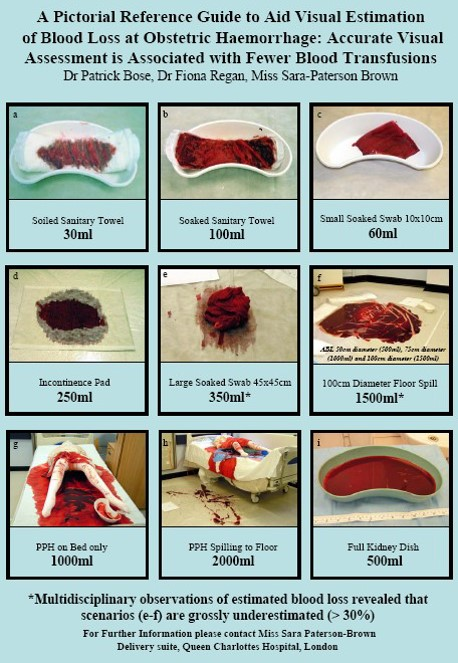 A Pictorial Reference Guide to Aid Visual Estimation
of Blood Loss at Obstetric Haemorrhage: Accurate Visual
Assessment is Associated with Fewer Blood Transfusions
Dr Patrick Bose, Dr Fiona Regan, Miss Sara-Paterson Brown
a
Soiled Sanitary Towel
30ml
b
Soaked Sanitary Towel
100ml
c
Small Soaked Swab 10x10cm
60ml
d
Incontinence Pad
250ml
e
Large Soaked Swab 45x45cm
350ml*
f
ABL 50cm diameter (500ml), 75cm diameter
(1000ml) and 100cm diameter (1500ml)
100cm Diameter Floor Spill
1500ml*
g
PPH on Bed only
1000ml
h
PPH Spilling to Floor
2000ml
i
Full Kidney Dish
500ml
*Multidisciplinary observations of estimated blood loss revealed that
scenarios (e-f) are grossly underestimated (> 30%)
For Further Information please contact Miss Sara Paterson-Brown
Delivery suite, Queen Charlottes Hospital, London